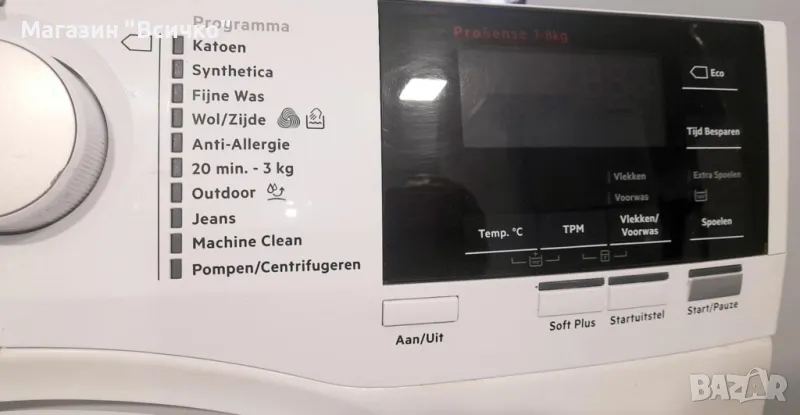 Магазин "Всичко"
Programma
Katoen
Synthetica
Fijne Was
Wol/Zijde
Anti-Allergie
20 min. - 3 kg
Outdoor
Jeans
Machine Clean
Pompen/Centrifugeren
ProSense 1-8kg
Eco
Tijd Besparen
Vlekken
Extra Spoelen
Voorwas
Temp. °C
TPM
Vlekken/
Voorwas
Spoelen
Aan/Uit
Soft Plus
Startuitstel
Start/Pauze
BAZAR